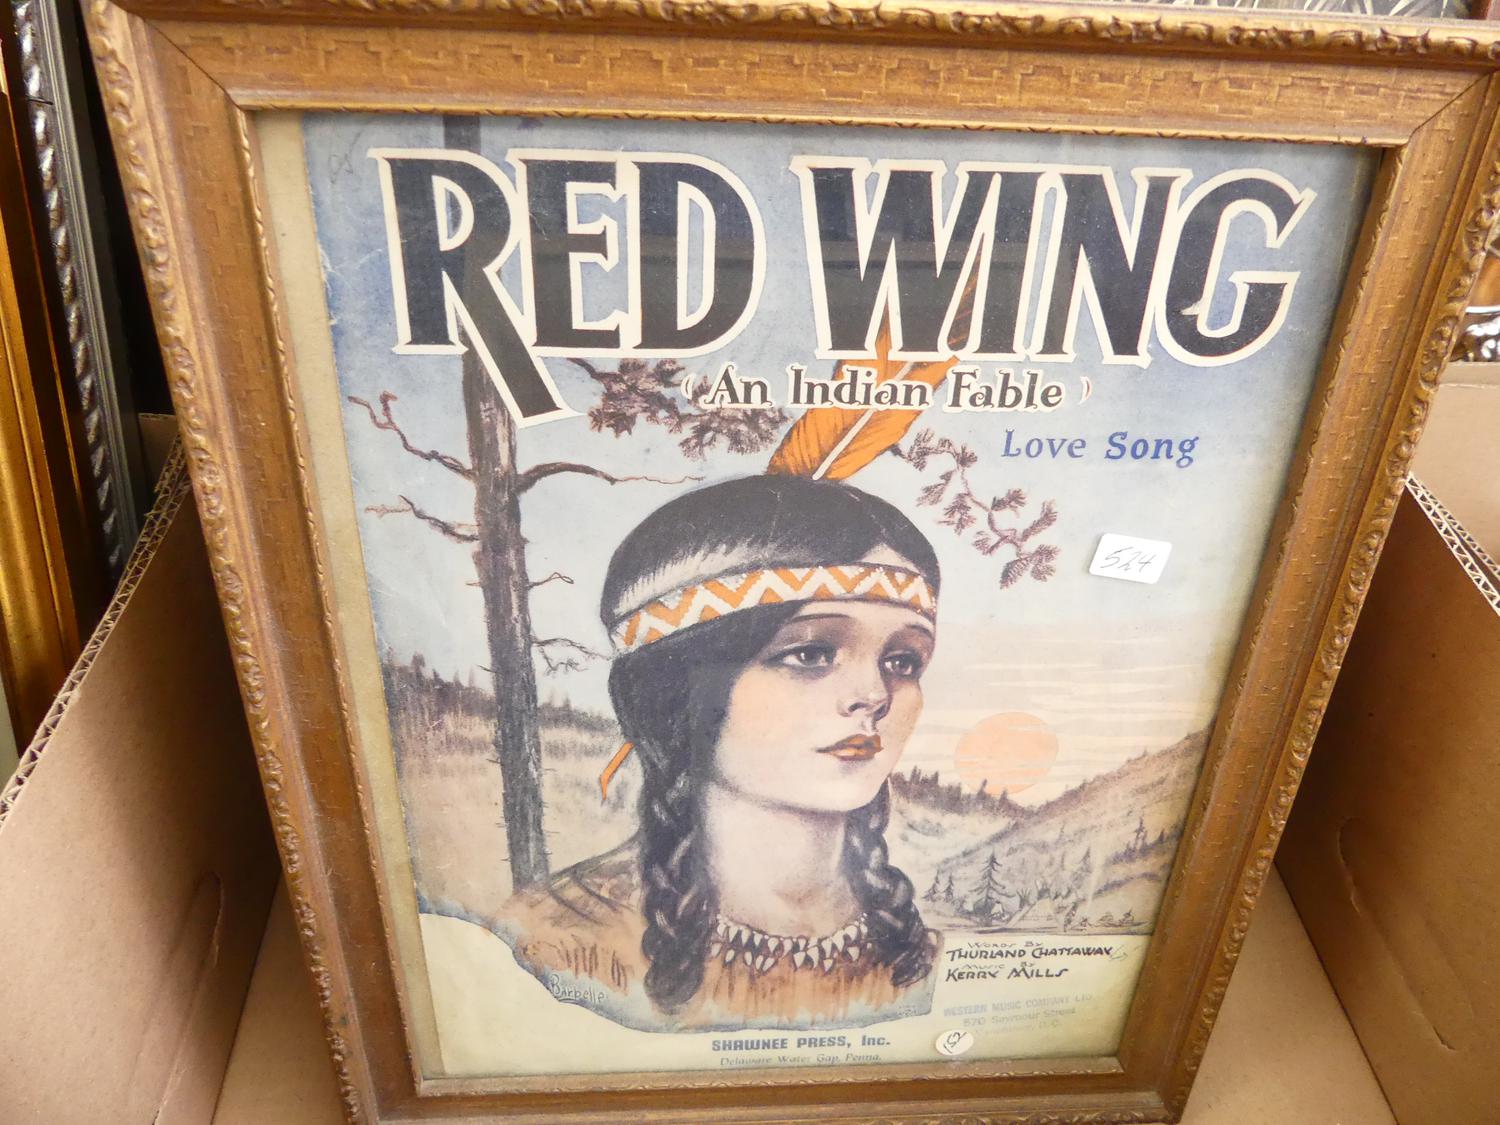 RED WING
(An Indian Fable)
Love Song
524
WORDS BY
THURLAND CHATTAWAY
MUSIC BY
KERRY MILLS
Barbelle
WESTERN MUSIC COMPANY LTD.
570 Seymour Street
SHAWNEE PRESS, Inc.
Delaware Water Gap, Penna.